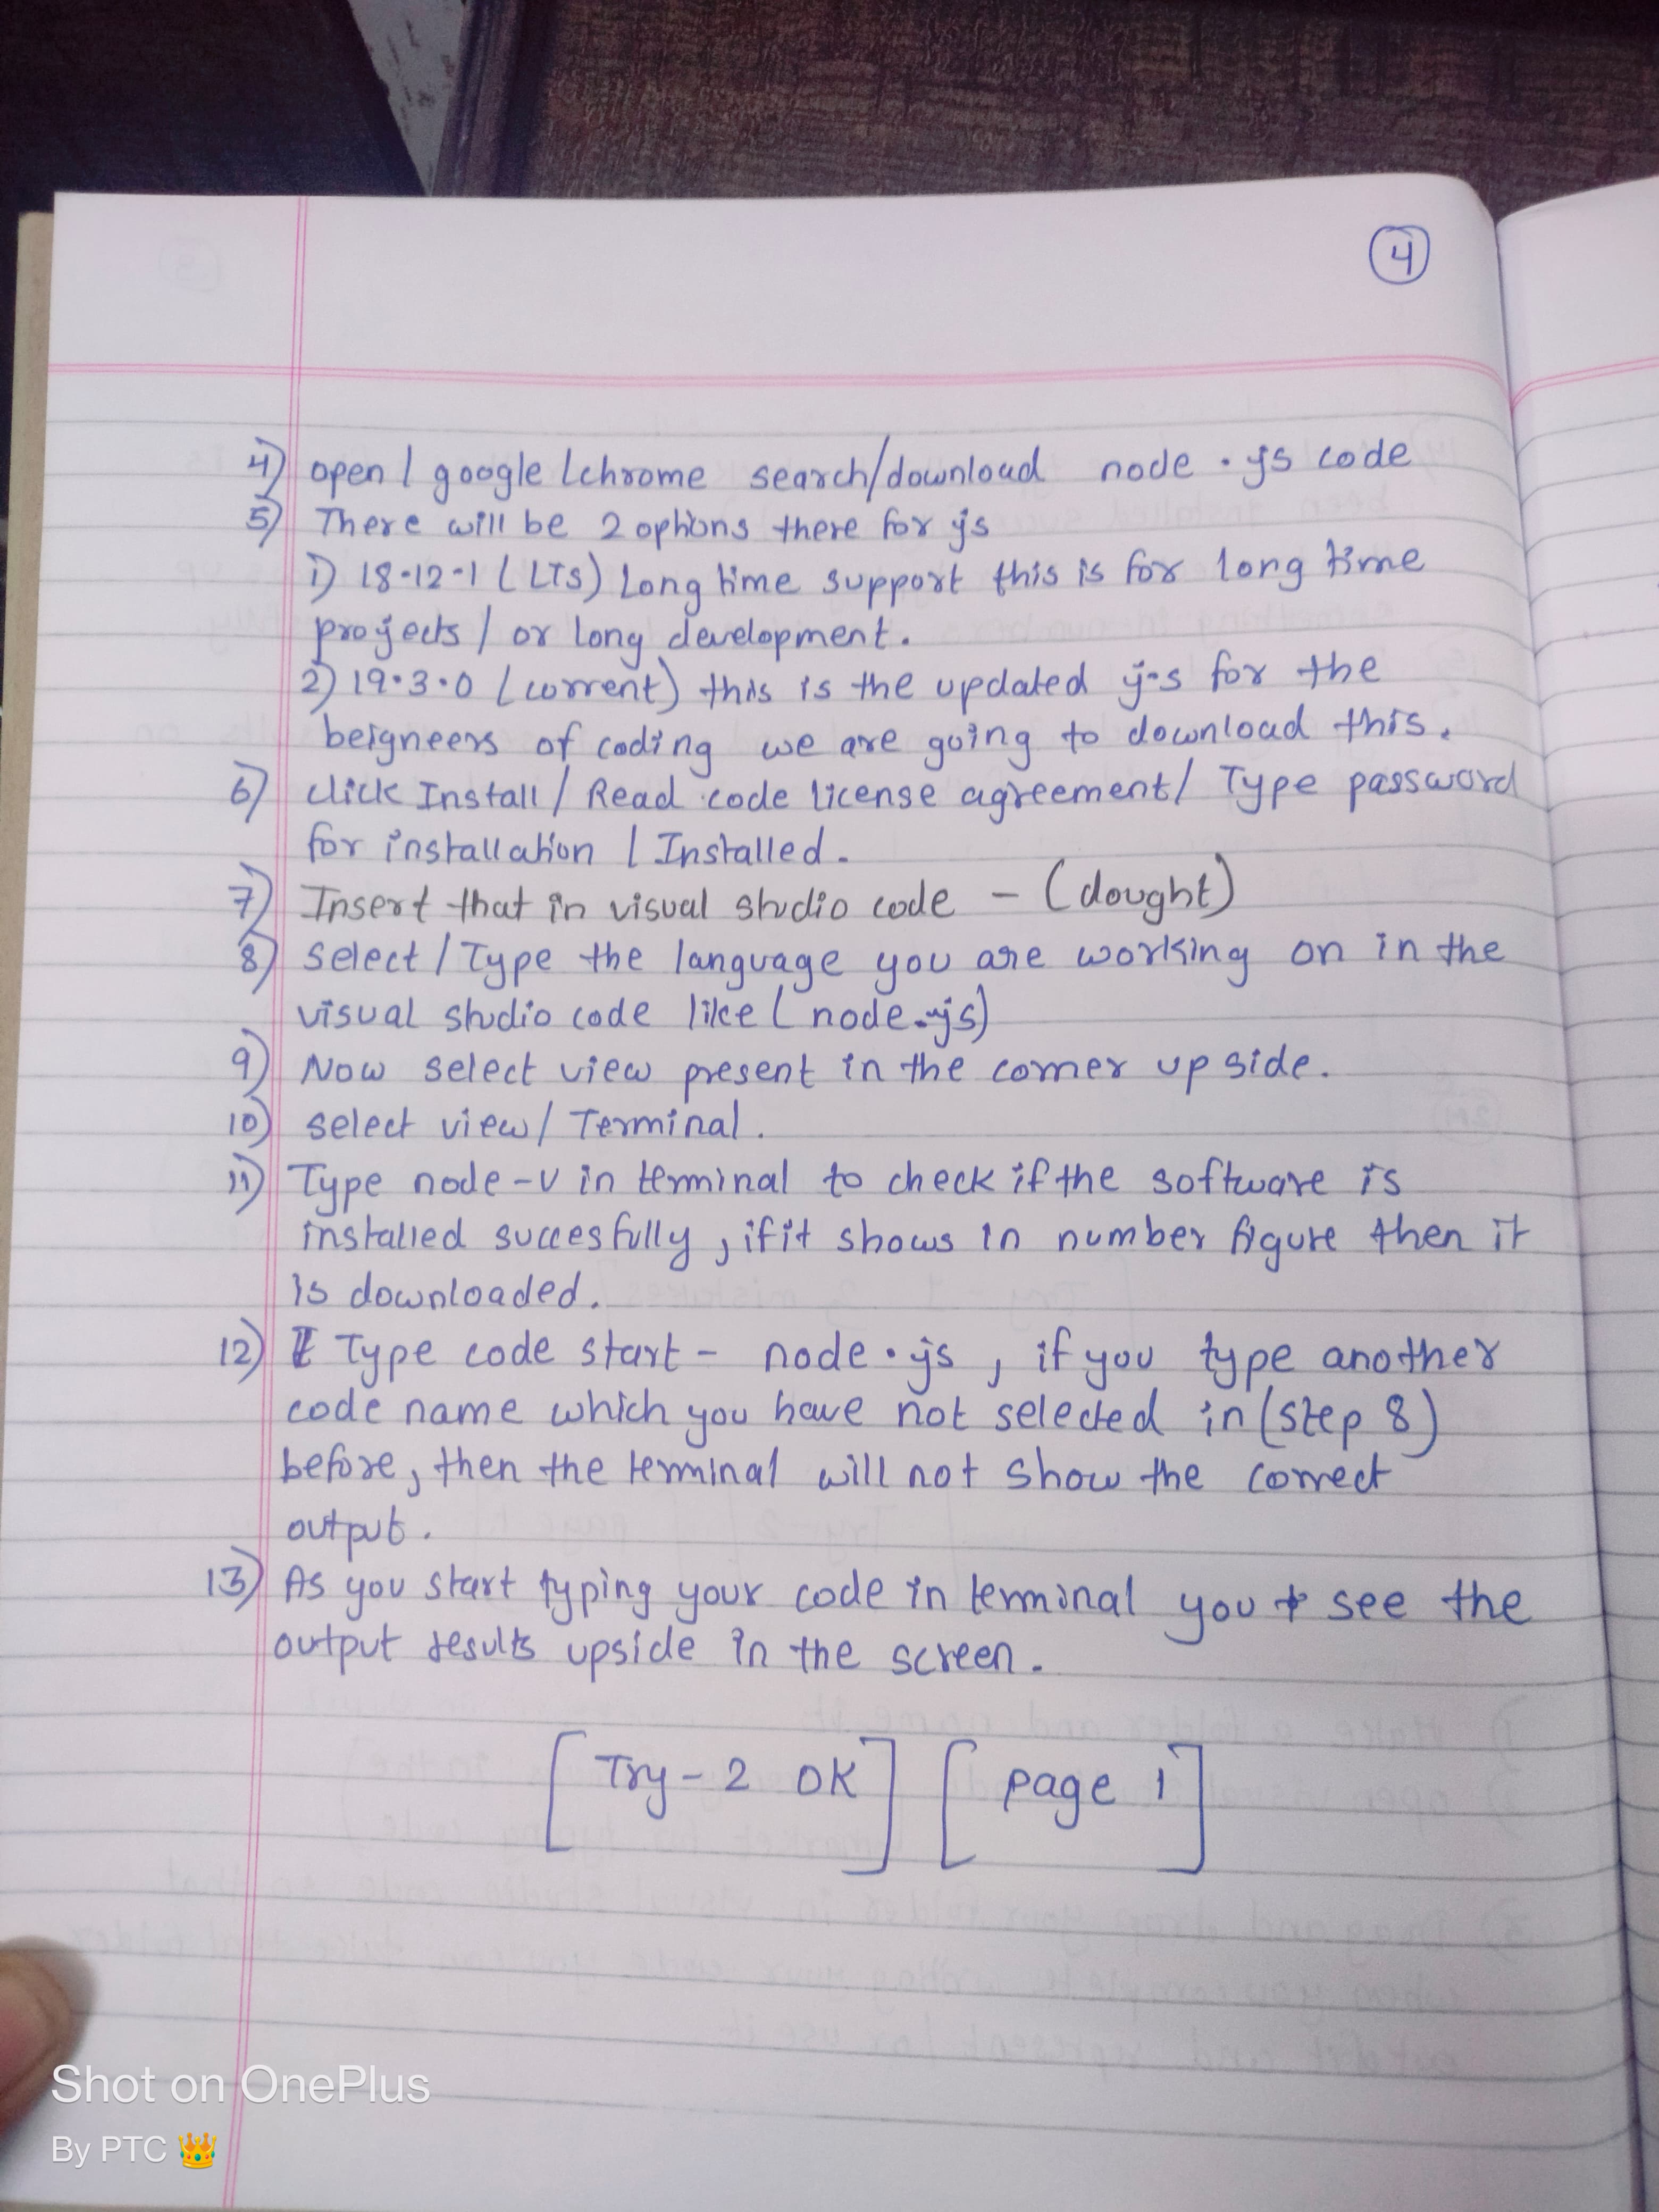 4
4) open / google / chrome search/download node .js code
5) There will be 2 options there for js
1) 18.12.1 (LTS) Long time support this is for long time
projects / or long development.
2) 19.3.0 (current) this is the updated j.s for the
beigneers of coding we are going to download this.
6) click Install / Read code license agreement / Type password
for installation / Installed.
7) Insert that in visual studio code - (dought)
8) select / Type the language you are working on in the
visual studio code like ( node.js)
9) Now select view present in the corner up side.
10) select view / Terminal.
11) Type node -v in terminal to check if the software is
installed succesfully, if it shows in number figure then it
is downloaded.
12) Type code start - node.js , if you type another
code name which you have not selected in (step 8)
before, then the terminal will not show the correct
output.
13) As you start typing your code in terminal you see the
output results upside in the screen.
[Try - 2 OK] [page 1]
Shot on OnePlus
By PTC 👑